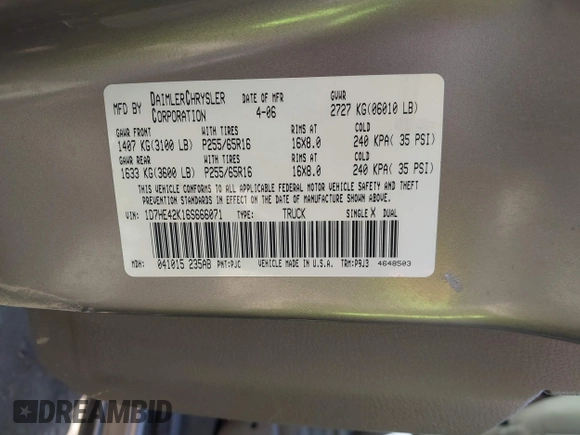 MFD BY DAIMLERCHRYSLER CORPORATION DATE OF MFR 4-06 GVWR 2727 KG(06010 LB)
GAWR FRONT WITH TIRES RIMS AT COLD
1407 KG(3100 LB) P255/65R16 16X8.0 240 KPA( 35 PSI)
GAWR REAR WITH TIRES RIMS AT COLD
1633 KG(3600 LB) P255/65R16 16X8.0 240 KPA( 35 PSI)
THIS VEHICLE CONFORMS TO ALL APPLICABLE FEDERAL MOTOR VEHICLE SAFETY AND THEFT
PREVENTION STANDARDS IN EFFECT ON THE DATE OF MANUFACTURE SHOWN ABOVE.
VIN: 1D7HE42K16S666071 TYPE: TRUCK SINGLE X DUAL
MDH: 041015 235AB PNT:PJC VEHICLE MADE IN U.S.A. TRM:P9J3 4648503
DREAMBID